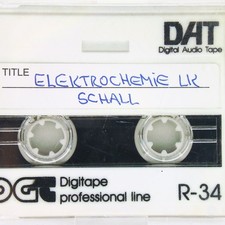 DAT
Digital Audio Tape
TITLE ELEKTROCHEMIE LK
SCHALL
DGT Digitape
professional line R-34